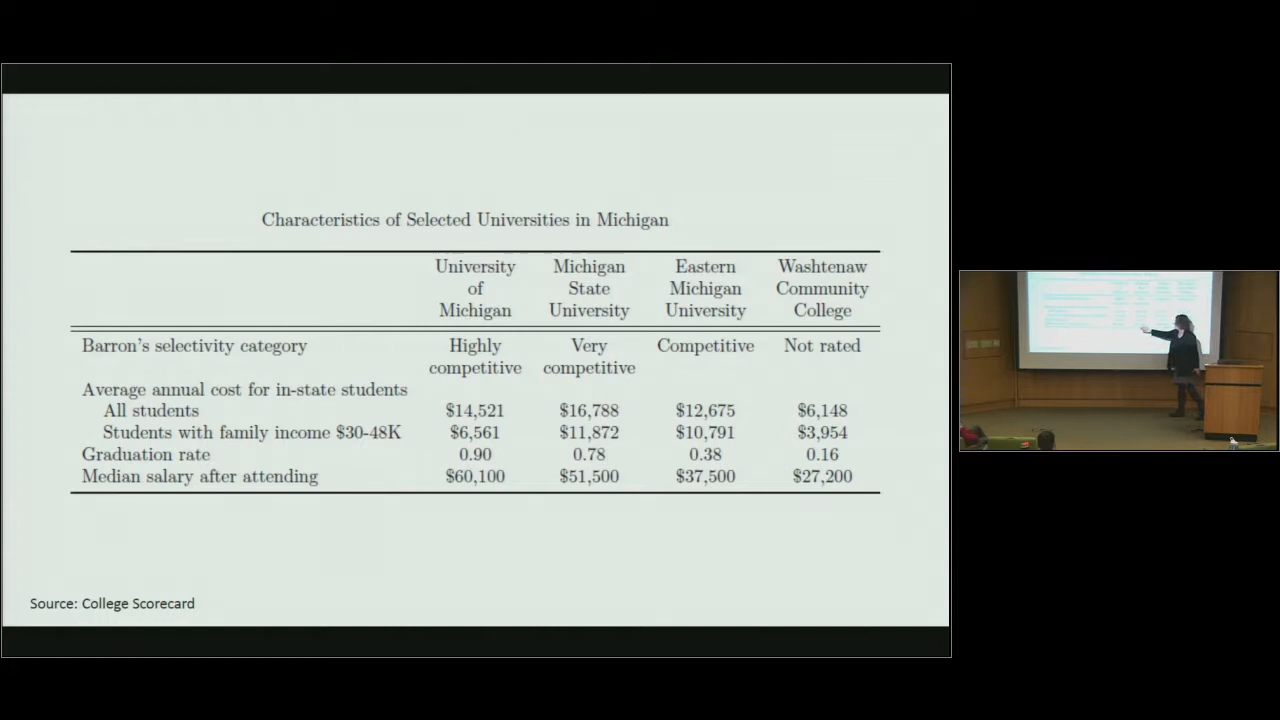 Characteristics of Selected Universities in Michigan
University of Michigan Michigan State University Eastern Michigan University Washtenaw Community College
Barron's selectivity category Highly competitive Very competitive Competitive Not rated
Average annual cost for in-state students
All students $14,521 $16,788 $12,675 $6,148
Students with family income $30-48K $6,561 $11,872 $10,791 $3,954
Graduation rate 0.90 0.78 0.38 0.16
Median salary after attending $60,100 $51,500 $37,500 $27,200
Source: College Scorecard